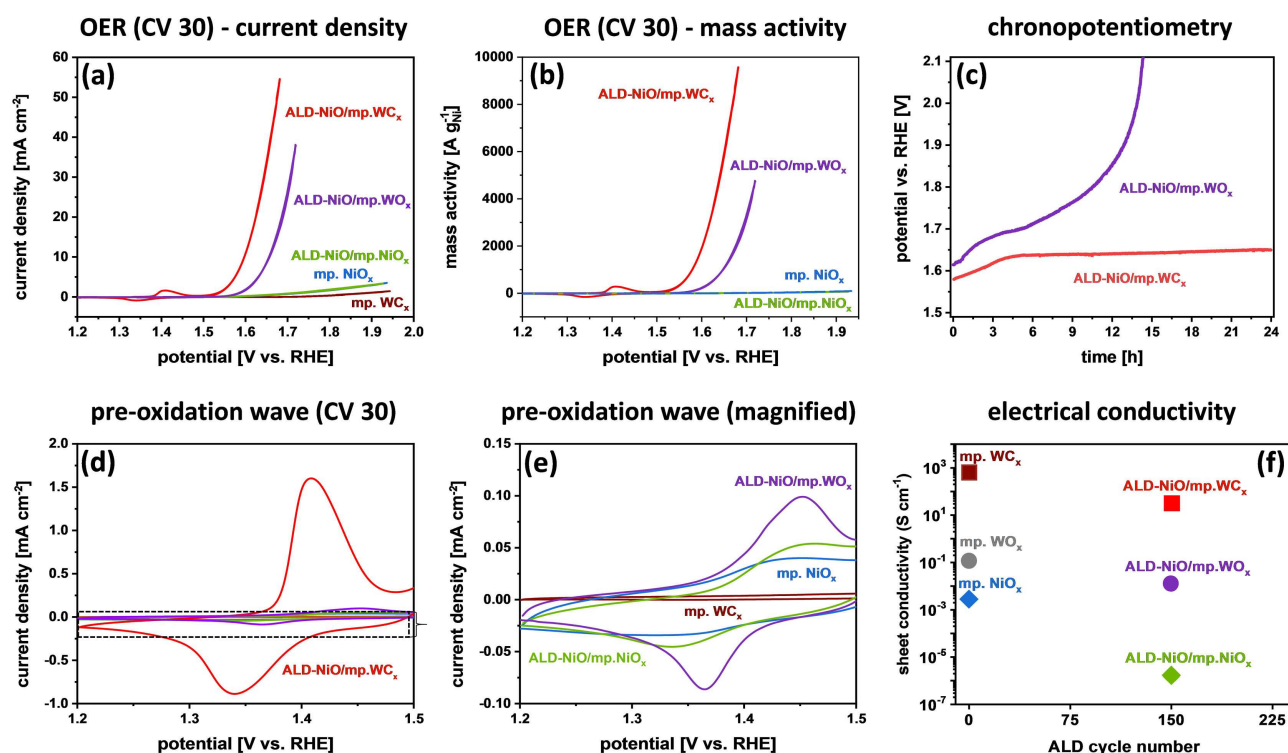 OER (CV 30) - current density
(a)
current density [mA cm⁻²]
60
50
40
30
20
10
0
ALD-NiO/mp.WCₓ
ALD-NiO/mp.WOₓ
ALD-NiO/mp.NiOₓ
mp. NiOₓ
mp. WCₓ
1.2 1.3 1.4 1.5 1.6 1.7 1.8 1.9 2.0
potential [V vs. RHE]
OER (CV 30) - mass activity
(b)
mass activity [A g⁻¹Ni]
10000
8000
6000
4000
2000
0
ALD-NiO/mp.WCₓ
ALD-NiO/mp.WOₓ
mp. NiOₓ
ALD-NiO/mp.NiOₓ
1.2 1.3 1.4 1.5 1.6 1.7 1.8 1.9
potential [V vs. RHE]
chronopotentiometry
(c)
potential vs. RHE [V]
2.1
2.0
1.9
1.8
1.7
1.6
1.5
ALD-NiO/mp.WOₓ
ALD-NiO/mp.WCₓ
0 3 6 9 12 15 18 21 24
time [h]
pre-oxidation wave (CV 30)
(d)
current density [mA cm⁻²]
2.0
1.5
1.0
0.5
0.0
-0.5
-1.0
ALD-NiO/mp.WCₓ
1.2 1.3 1.4 1.5
potential [V vs. RHE]
pre-oxidation wave (magnified)
(e)
current density [mA cm⁻²]
0.15
0.10
0.05
0.00
-0.05
-0.10
ALD-NiO/mp.WOₓ
mp. NiOₓ
mp. WCₓ
ALD-NiO/mp.NiOₓ
1.2 1.3 1.4 1.5
potential [V vs. RHE]
electrical conductivity
(f)
sheet conductivity (S cm⁻¹)
10³
10¹
10⁻¹
10⁻³
10⁻⁵
10⁻⁷
mp. WCₓ
ALD-NiO/mp.WCₓ
mp. WOₓ
ALD-NiO/mp.WOₓ
mp. NiOₓ
ALD-NiO/mp.NiOₓ
0 75 150 225
ALD cycle number